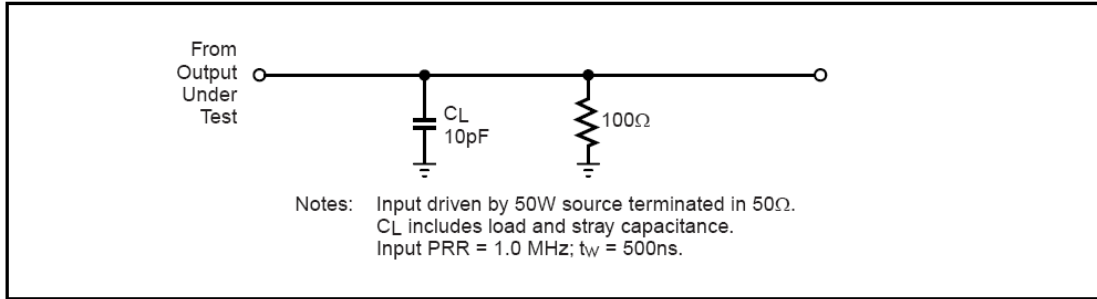 From
Output
Under
Test
CL
10pF
100Ω
Notes: Input driven by 50W source terminated in 50Ω.
CL includes load and stray capacitance.
Input PRR = 1.0 MHz; tw = 500ns.